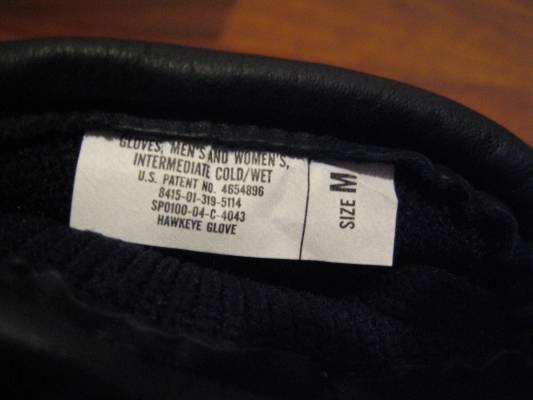 GLOVES, MEN'S AND WOMEN'S,
INTERMEDIATE COLD/WET
U.S. PATENT NO. 4654896
8415-01-319-5114
SPO100-04-C-4043
HAWKEYE GLOVE
SIZE M